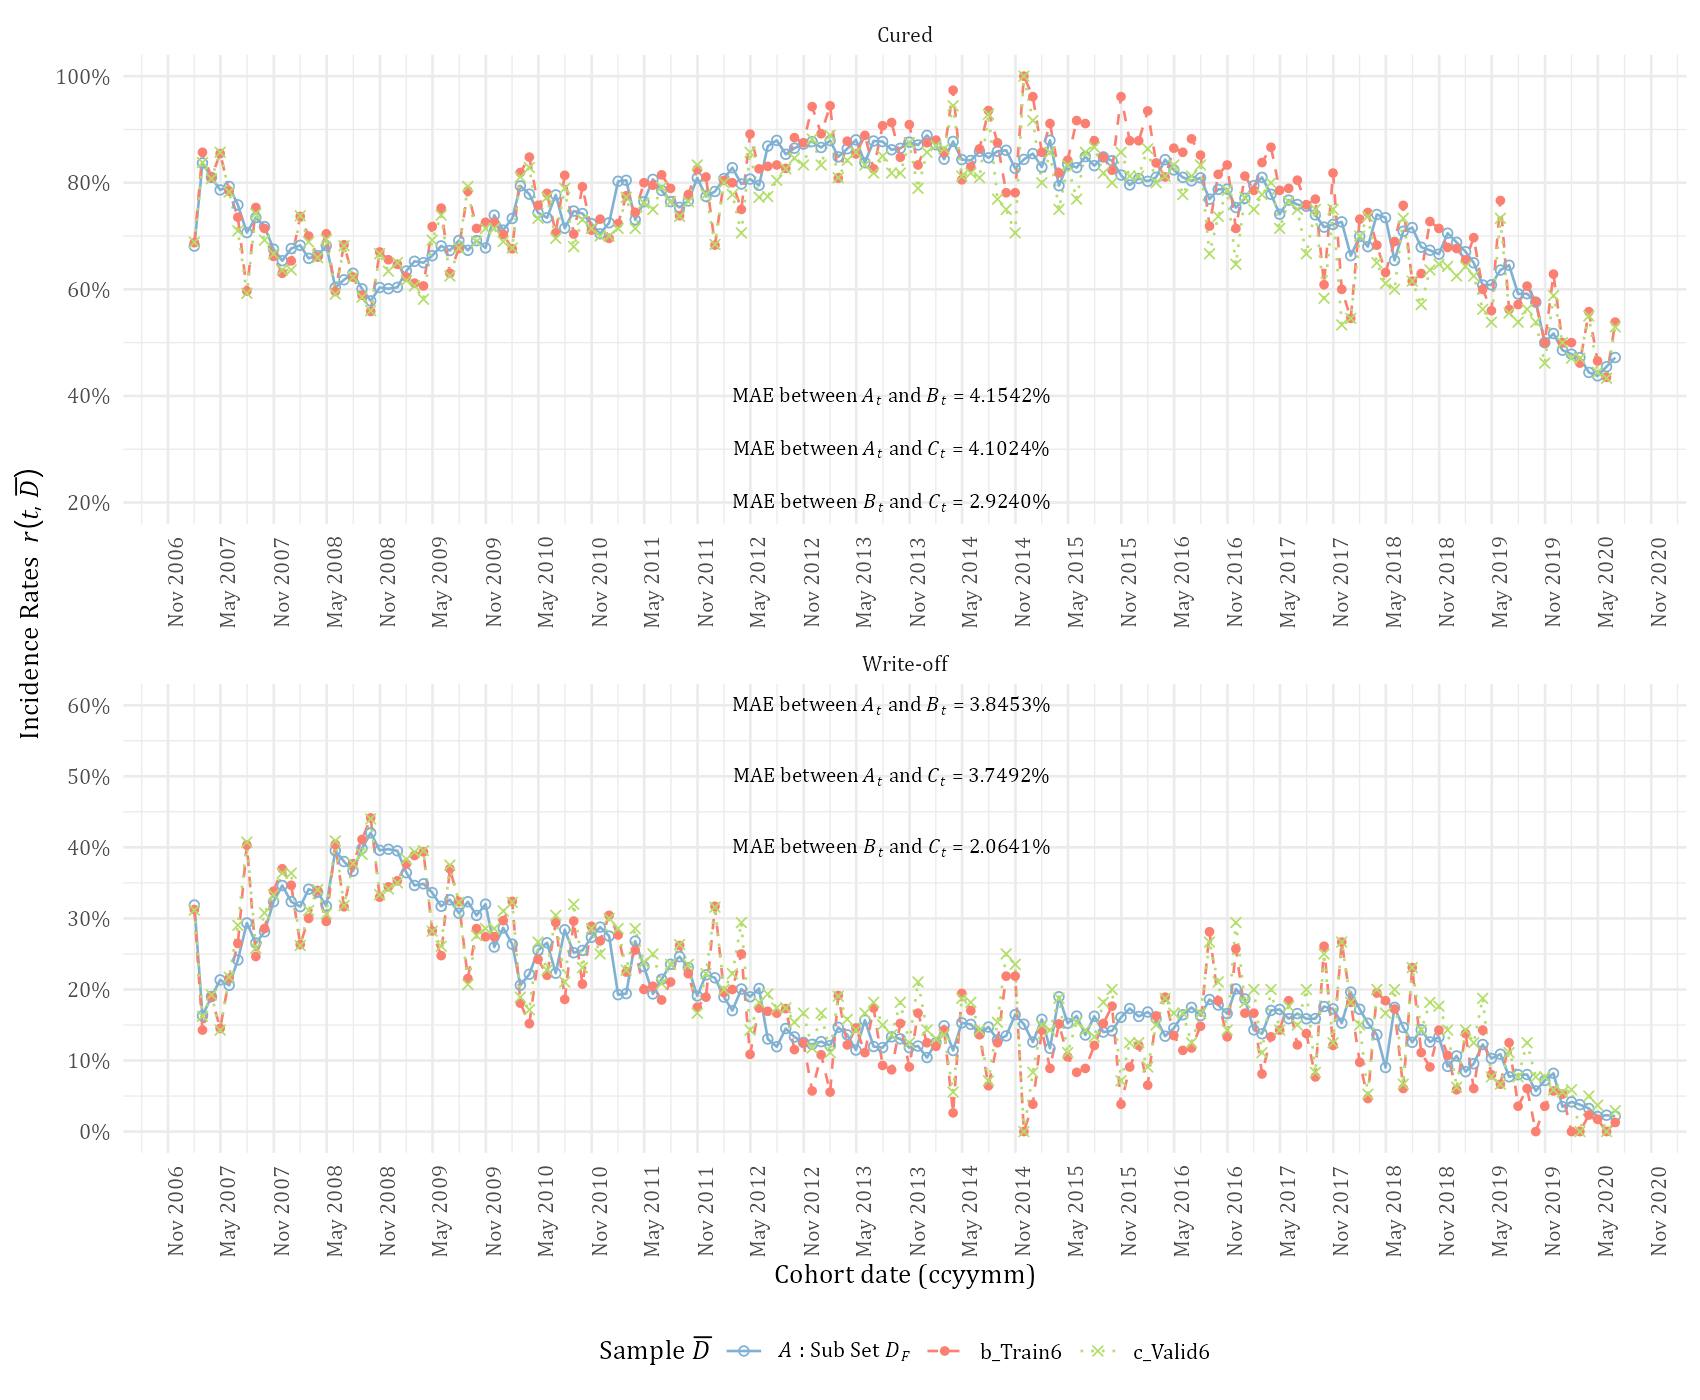 Cured
100%
80%
60%
40%
20%
MAE between A_t and B_t = 4.1542%
MAE between A_t and C_t = 4.1024%
MAE between B_t and C_t = 2.9240%
Nov 2006
May 2007
Nov 2007
May 2008
Nov 2008
May 2009
Nov 2009
May 2010
Nov 2010
May 2011
Nov 2011
May 2012
Nov 2012
May 2013
Nov 2013
May 2014
Nov 2014
May 2015
Nov 2015
May 2016
Nov 2016
May 2017
Nov 2017
May 2018
Nov 2018
May 2019
Nov 2019
May 2020
Nov 2020
Incidence Rates r(t, D̅)
Write-off
60%
50%
40%
30%
20%
10%
0%
MAE between A_t and B_t = 3.8453%
MAE between A_t and C_t = 3.7492%
MAE between B_t and C_t = 2.0641%
Nov 2006
May 2007
Nov 2007
May 2008
Nov 2008
May 2009
Nov 2009
May 2010
Nov 2010
May 2011
Nov 2011
May 2012
Nov 2012
May 2013
Nov 2013
May 2014
Nov 2014
May 2015
Nov 2015
May 2016
Nov 2016
May 2017
Nov 2017
May 2018
Nov 2018
May 2019
Nov 2019
May 2020
Nov 2020
Cohort date (ccyymm)
Sample D̅ A : Sub Set D_F b_Train6 c_Valid6